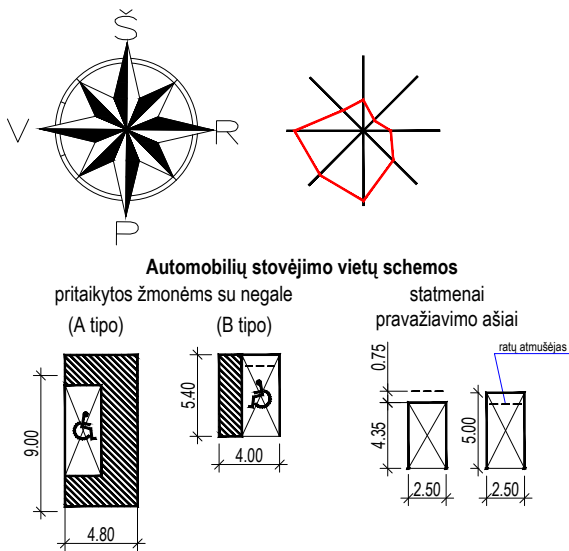 Š
V
R
P
Automobilių stovėjimo vietų schemos
pritaikytos žmonėms su negale
statmenai
pravažiavimo ašiai
(A tipo)
(B tipo)
ratų atmušėjas
0.75
5.40
9.00
4.35
5.00
4.00
2.50
2.50
4.80